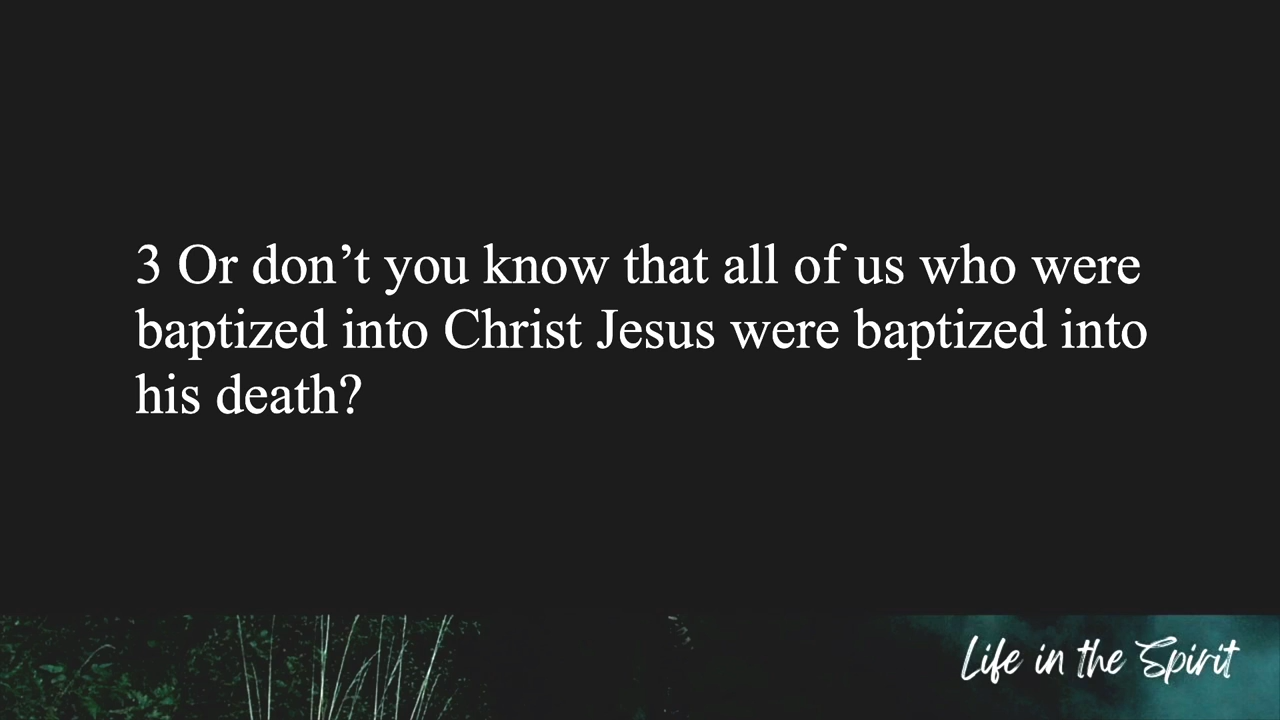 3 Or don’t you know that all of us who were
baptized into Christ Jesus were baptized into
his death?
Life in the Spirit